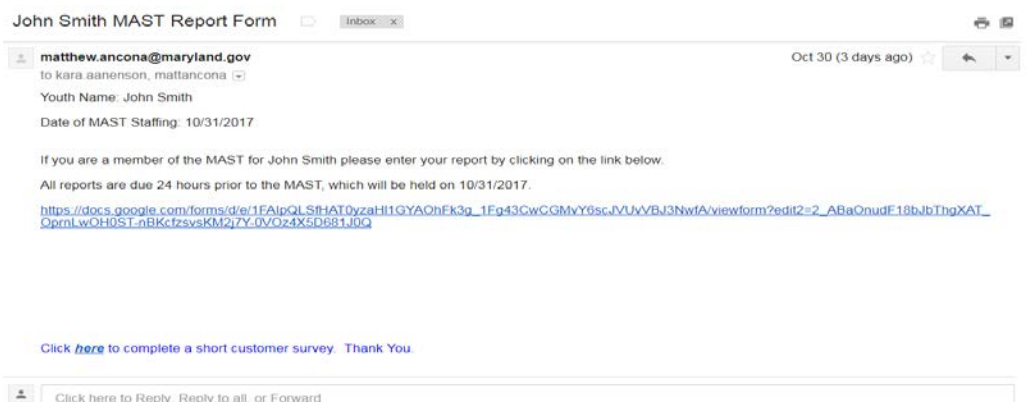 John Smith MAST Report Form
Inbox x
matthew.ancona@maryland.gov
Oct 30 (3 days ago)
to kara.aanenson, mattancona
Youth Name: John Smith
Date of MAST Staffing: 10/31/2017
If you are a member of the MAST for John Smith please enter your report by clicking on the link below.
All reports are due 24 hours prior to the MAST, which will be held on 10/31/2017.
https://docs.google.com/forms/d/e/1FAIpQLSfHAT0yzaHI1GYAOhFk3g_1Fg43CwCGMvY6scJVUvVBJ3NwfA/viewform?edit2=2_ABaOnudF18bJbThgXAT_
OprnLwOH0ST-nBKcfzsvsKM2j7Y-0VOz4X5D681J0Q
Click here to complete a short customer survey. Thank You.
Click here to Reply, Reply to all, or Forward